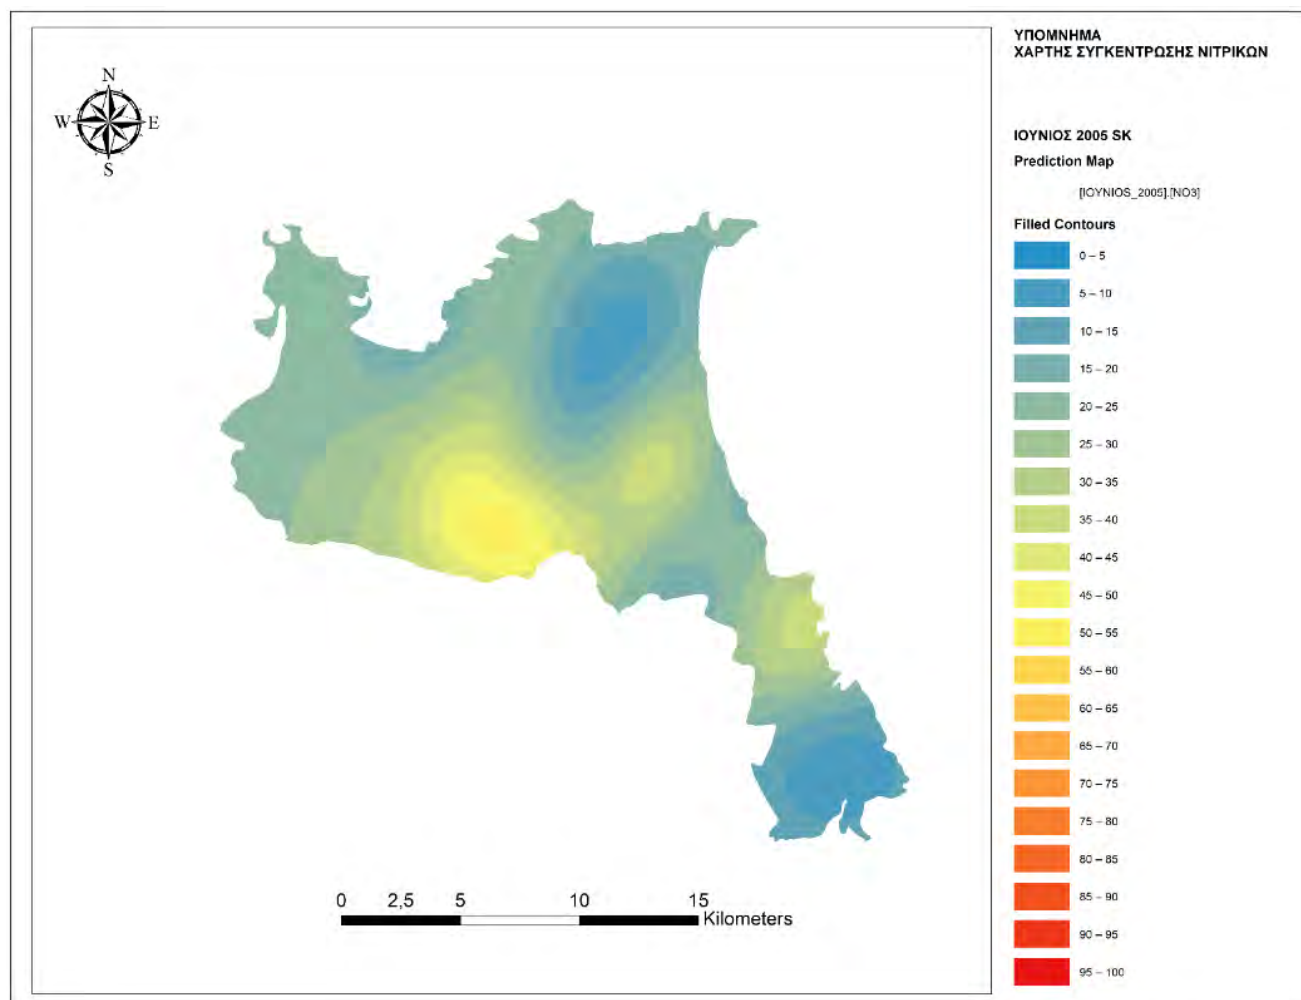 ΥΠΟΜΝΗΜΑ
ΧΑΡΤΗΣ ΣΥΓΚΕΝΤΡΩΣΗΣ ΝΙΤΡΙΚΩΝ
N
W
E
S
ΙΟΥΝΙΟΣ 2005 SK
Prediction Map
[IOYNIOS_2005].[NO3]
Filled Contours
0 – 5
5 – 10
10 – 15
15 – 20
20 – 25
25 – 30
30 – 35
35 – 40
40 – 45
45 – 50
50 – 55
55 – 60
60 – 65
65 – 70
70 – 75
75 – 80
80 – 85
85 – 90
90 – 95
95 – 100
0 2,5 5 10 15
Kilometers